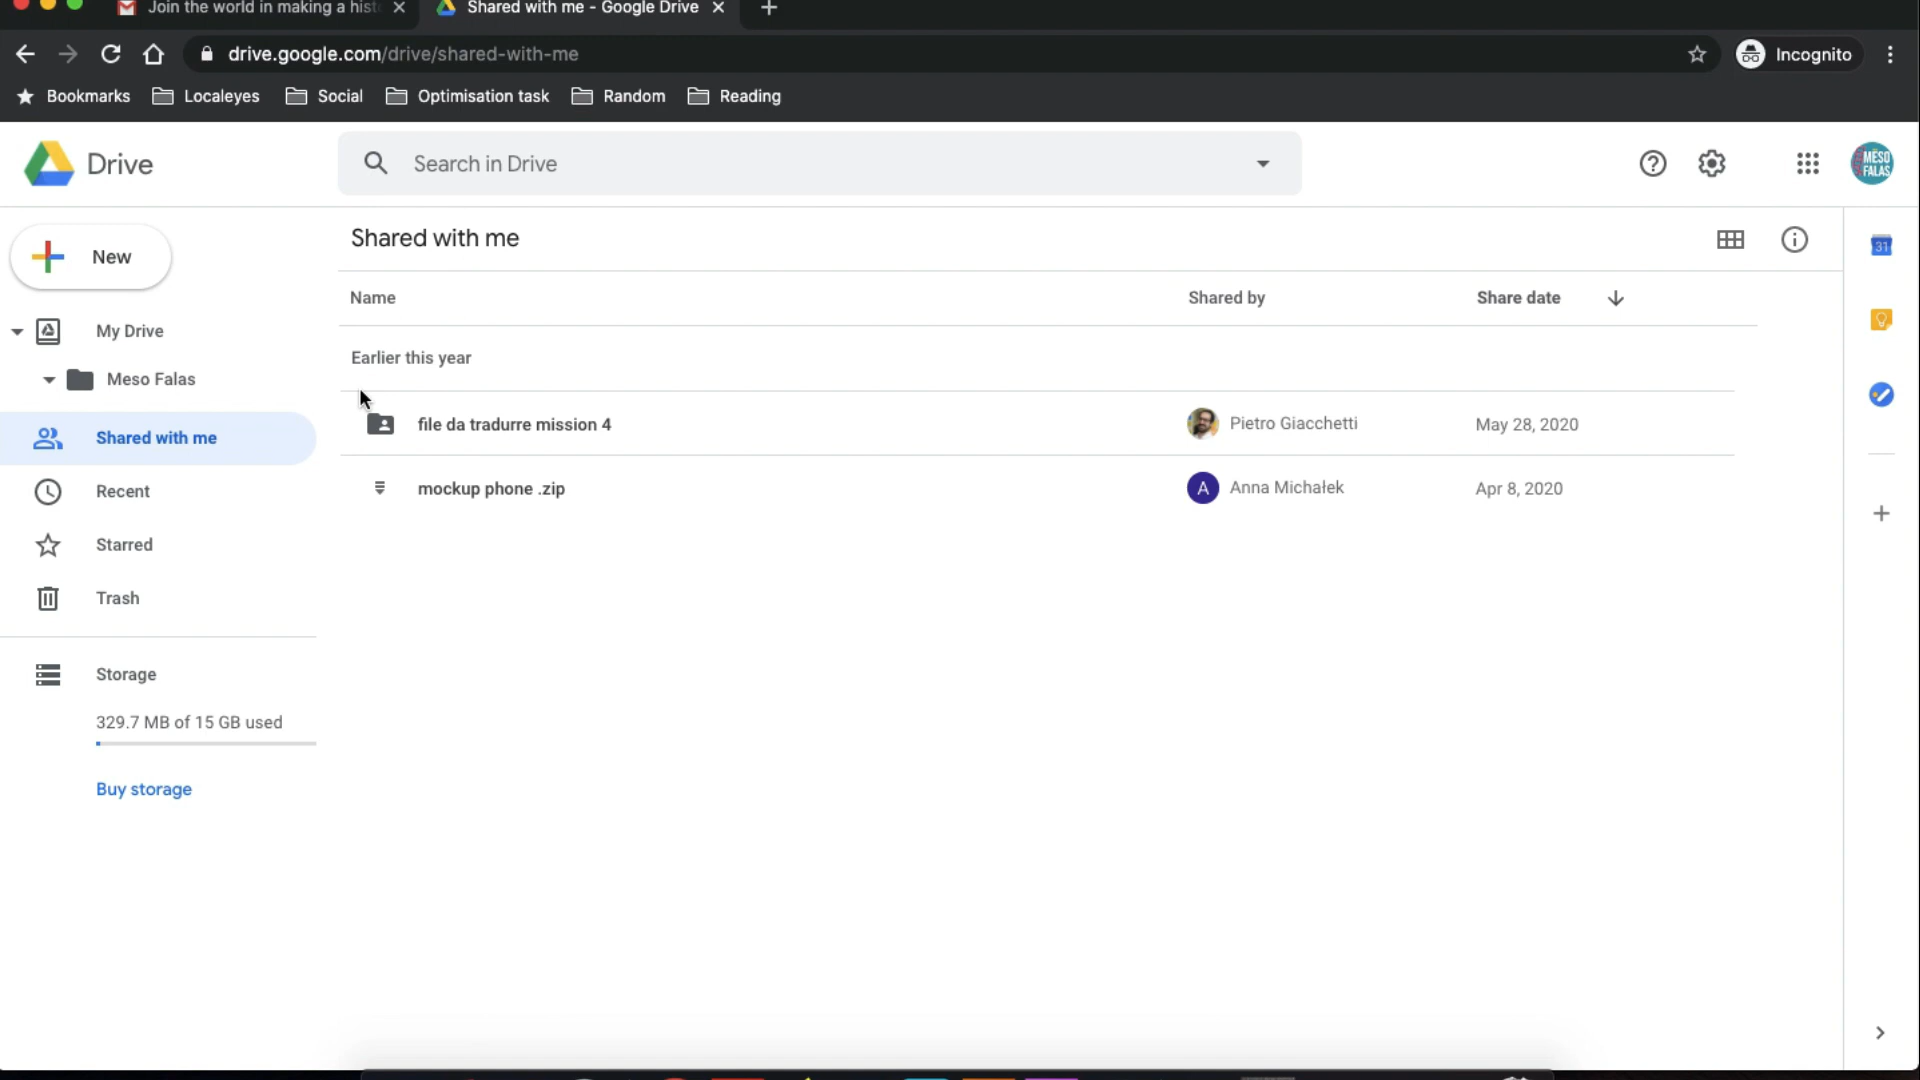 Join the world in making a hist
Shared with me - Google Drive
drive.google.com/drive/shared-with-me
Incognito
Bookmarks
Localeyes
Social
Optimisation task
Random
Reading
Drive
Search in Drive
MËSO
FALAS
New
Shared with me
31
Name
Shared by
Share date
My Drive
Earlier this year
Meso Falas
file da tradurre mission 4
Pietro Giacchetti
May 28, 2020
Shared with me
mockup phone .zip
A
Anna Michałek
Apr 8, 2020
Recent
Starred
Trash
Storage
329.7 MB of 15 GB used
Buy storage